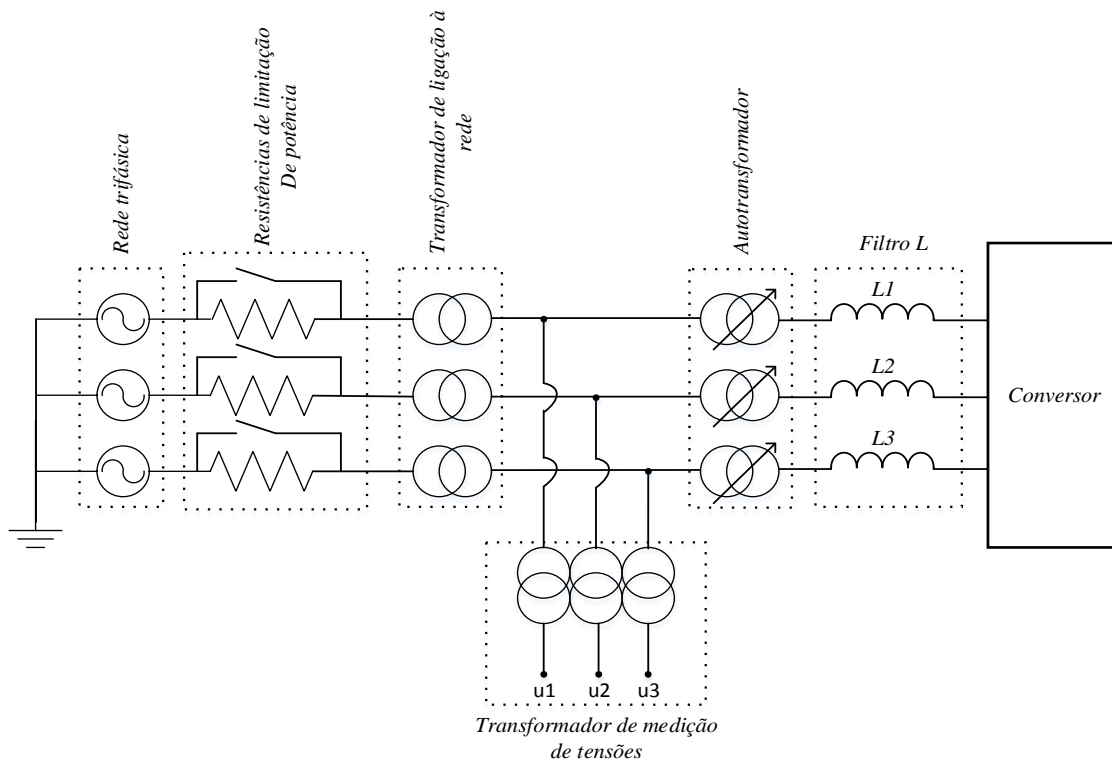 Rede trifásica
Resistências de limitação
De potência
Transformador de ligação à
rede
Autotransformador
Filtro L
L1
L2
L3
Conversor
u1
u2
u3
Transformador de medição
de tensões